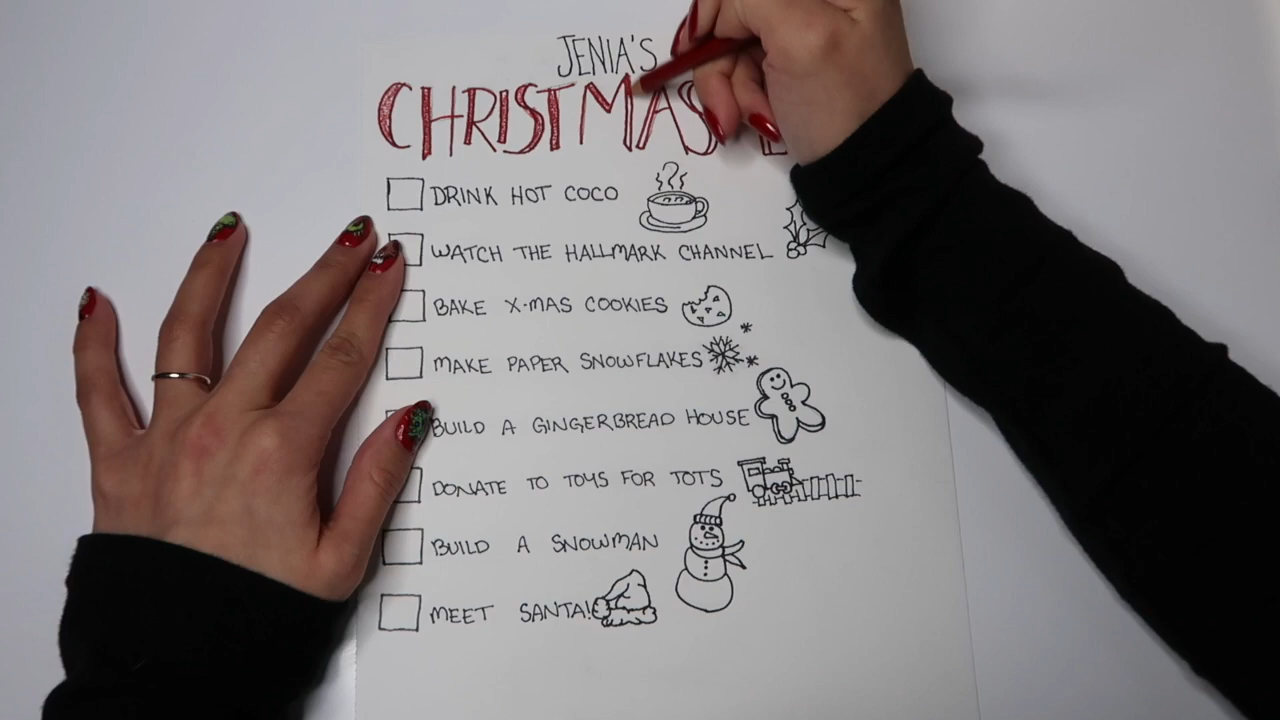 JENIA'S
CHRISTMAS
DRINK HOT COCO
WATCH THE HALLMARK CHANNEL
BAKE X-MAS COOKIES
MAKE PAPER SNOWFLAKES
BUILD A GINGERBREAD HOUSE
DONATE TO TOYS FOR TOTS
BUILD A SNOWMAN
MEET SANTA!